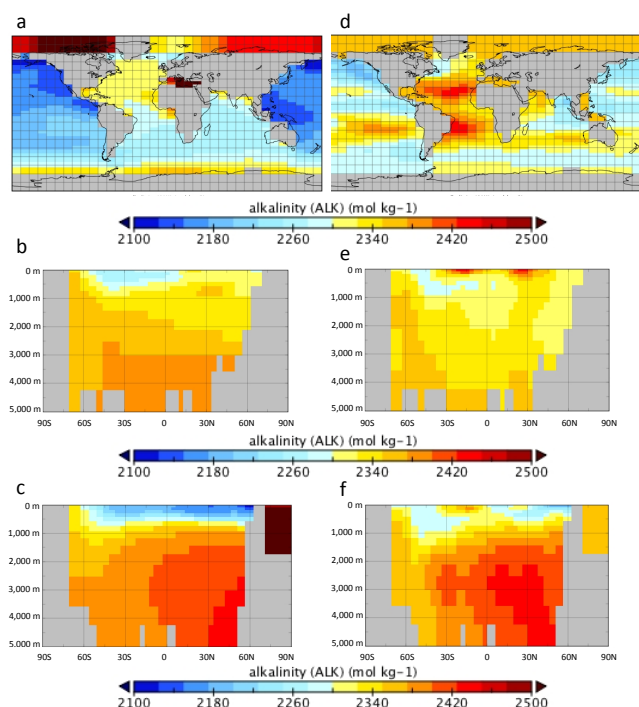 a d
alkalinity (ALK) (mol kg-1)
2100 2180 2260 2340 2420 2500
b e
0 m 0 m
1,000 m 1,000 m
2,000 m 2,000 m
3,000 m 3,000 m
4,000 m 4,000 m
5,000 m 5,000 m
90S 60S 30S 0 30N 60N 90N 90S 60S 30S 0 30N 60N 90N
alkalinity (ALK) (mol kg-1)
2100 2180 2260 2340 2420 2500
c f
0 m 0 m
1,000 m 1,000 m
2,000 m 2,000 m
3,000 m 3,000 m
4,000 m 4,000 m
5,000 m 5,000 m
90S 60S 30S 0 30N 60N 90N 90S 60S 30S 0 30N 60N 90N
alkalinity (ALK) (mol kg-1)
2100 2180 2260 2340 2420 2500